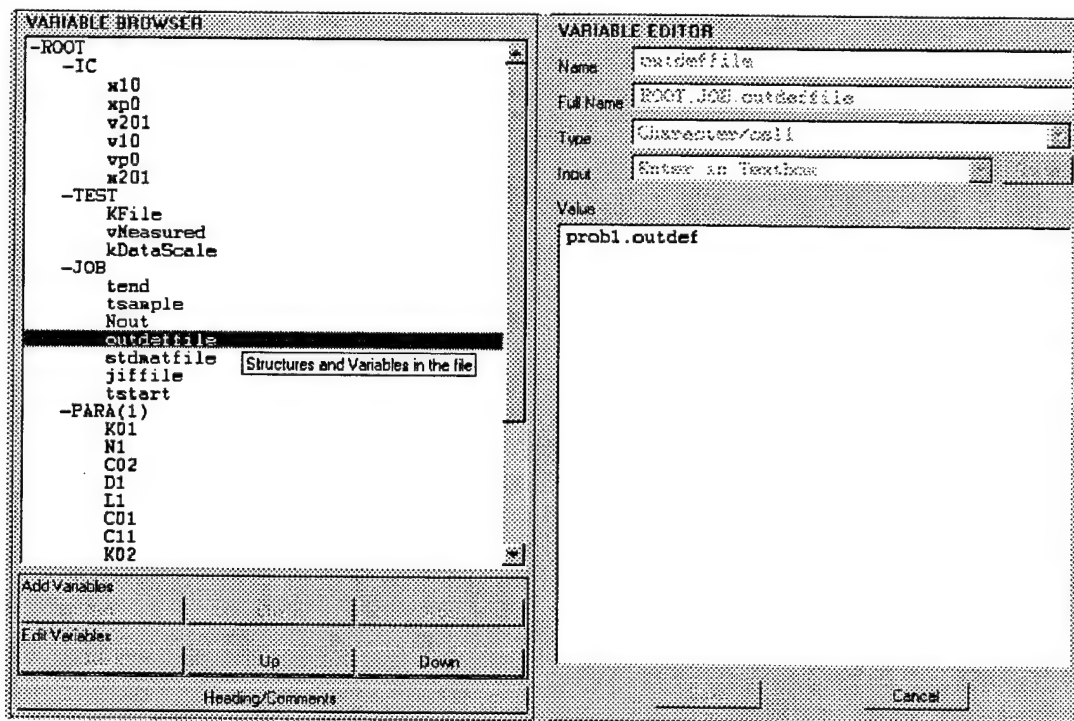 VARIABLE BROWSER
-ROOT
-IC
x10
xp0
v201
v10
vp0
x201
-TEST
KFile
vMeasured
kDataScale
-JOB
tend
tsample
Nout
outdeffile
stdmatfile
Structures and Variables in the file
jiffile
tstart
-PARA(1)
K01
N1
C02
D1
L1
C01
C11
K02
Add Variables
Edit Variables
Up
Down
Heading/Comments
VARIABLE EDITOR
Name
outdeffile
Full Name
ROOT.JOB.outdeffile
Type
Character/cell
Input
Enter in Textbox
Value
prob1.outdef
Cancel